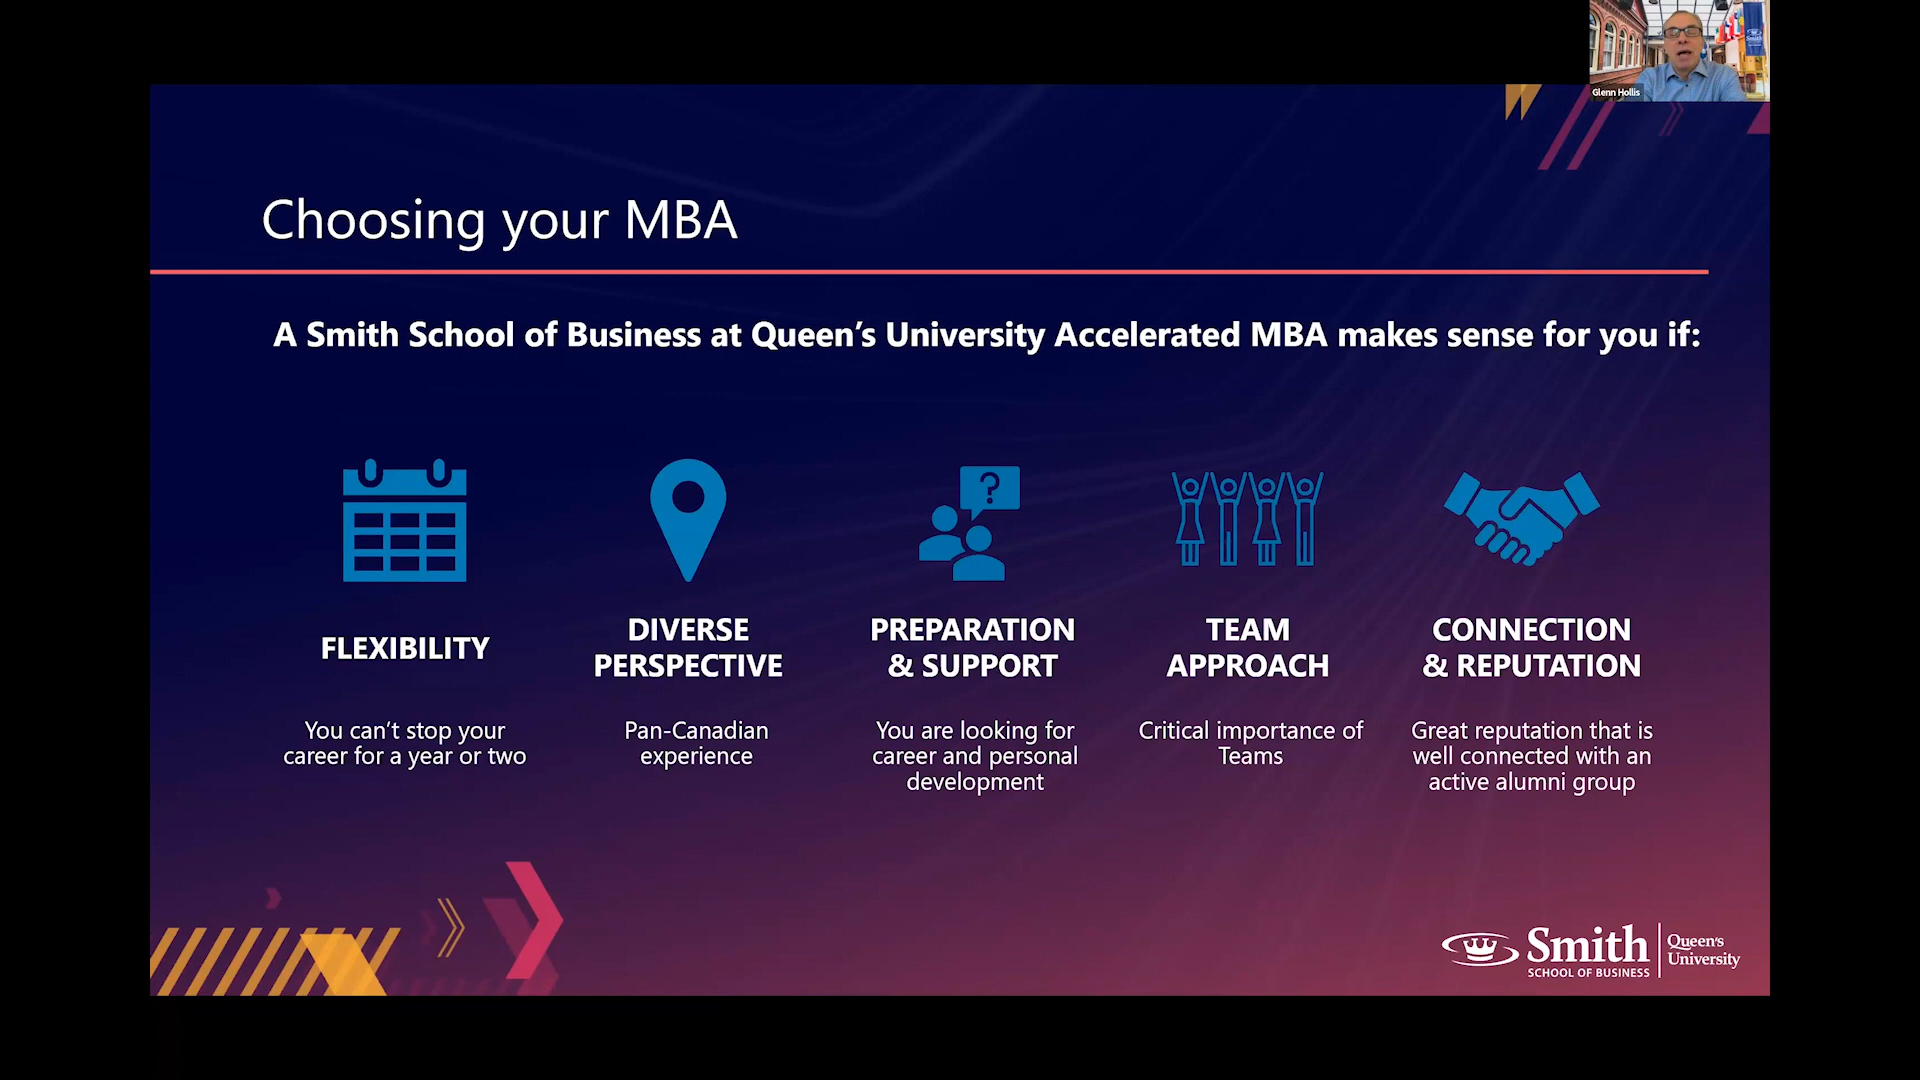 Glenn Hollis
Choosing your MBA
A Smith School of Business at Queen’s University Accelerated MBA makes sense for you if:
?
FLEXIBILITY
You can’t stop your
career for a year or two
DIVERSE
PERSPECTIVE
Pan-Canadian
experience
PREPARATION
& SUPPORT
You are looking for
career and personal
development
TEAM
APPROACH
Critical importance of
Teams
CONNECTION
& REPUTATION
Great reputation that is
well connected with an
active alumni group
Smith
SCHOOL OF BUSINESS
Queen's
University
Smith